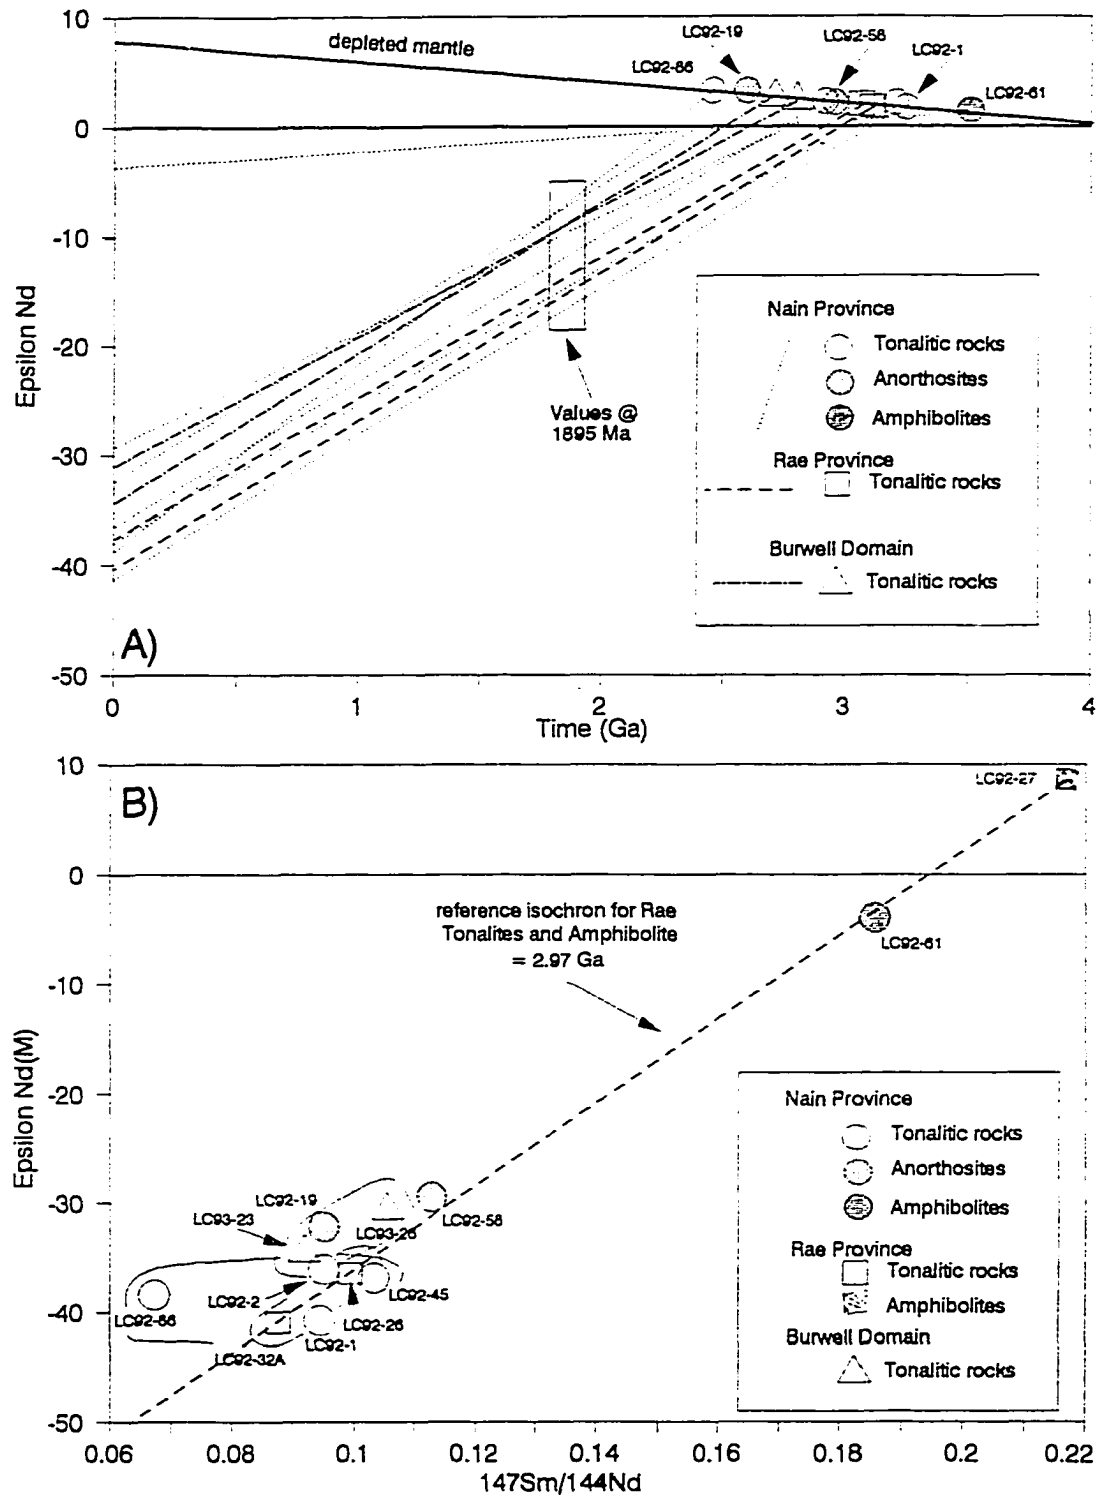 10
0
-10
-20
-30
-40
-50
Epsilon Nd
depleted mantle
LC92-19
LC92-58
LC92-1
LC92-66
LC92-61
Values @
1895 Ma
Nain Province
Tonalitic rocks
Anorthosites
Amphibolites
Rae Province
Tonalitic rocks
Burwell Domain
Tonalitic rocks
A)
0
1
2
3
4
Time (Ga)
10
0
-10
-20
-30
-40
-50
Epsilon Nd(M)
B)
LC92-27
reference isochron for Rae
Tonalites and Amphibolite
= 2.97 Ga
LC92-61
LC92-19
LC93-23
LC93-26
LC92-58
LC92-2
LC92-45
LC92-66
LC92-26
LC92-1
LC92-32A
Nain Province
Tonalitic rocks
Anorthosites
Amphibolites
Rae Province
Tonalitic rocks
Amphibolites
Burwell Domain
Tonalitic rocks
0.06
0.08
0.1
0.12
0.14
0.16
0.18
0.2
0.22
147Sm/144Nd